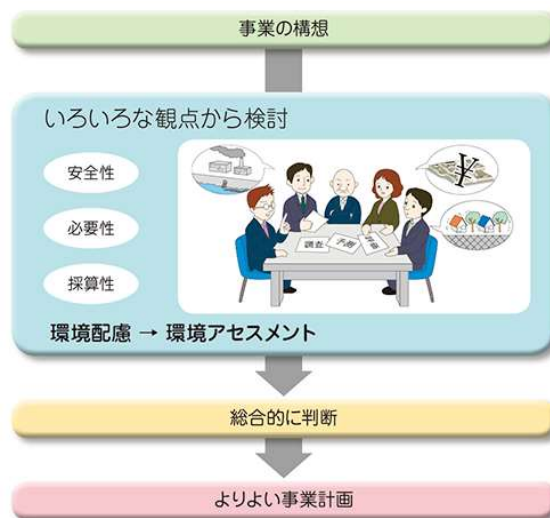 事業の構想
いろいろな観点から検討
安全性
必要性
採算性
¥
調査
予測
評価
環境配慮 → 環境アセスメント
総合的に判断
よりよい事業計画